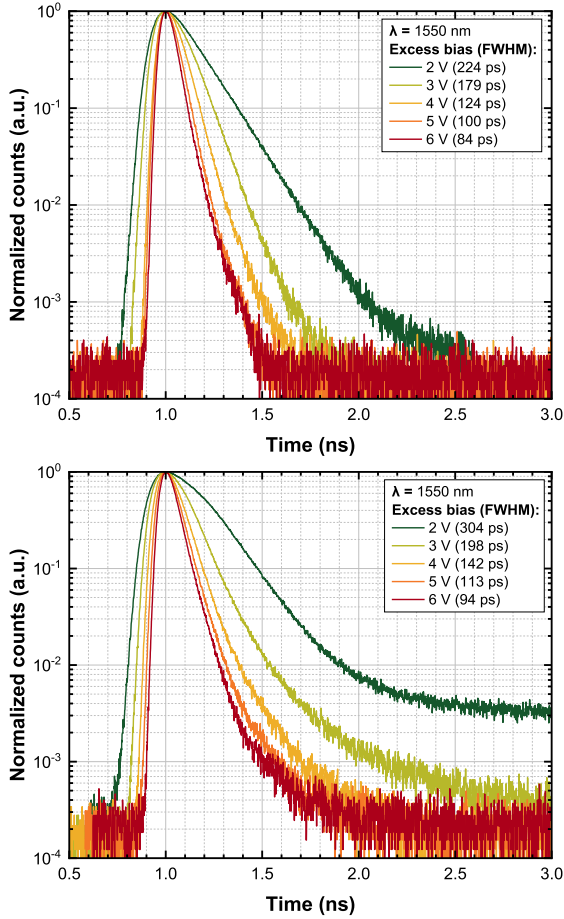 10⁰
10⁻¹
10⁻²
10⁻³
10⁻⁴
Normalized counts (a.u.)
λ = 1550 nm
Excess bias (FWHM):
2 V (224 ps)
3 V (179 ps)
4 V (124 ps)
5 V (100 ps)
6 V (84 ps)
0.5 1.0 1.5 2.0 2.5 3.0
Time (ns)
10⁰
10⁻¹
10⁻²
10⁻³
10⁻⁴
Normalized counts (a.u.)
λ = 1550 nm
Excess bias (FWHM):
2 V (304 ps)
3 V (198 ps)
4 V (142 ps)
5 V (113 ps)
6 V (94 ps)
0.5 1.0 1.5 2.0 2.5 3.0
Time (ns)